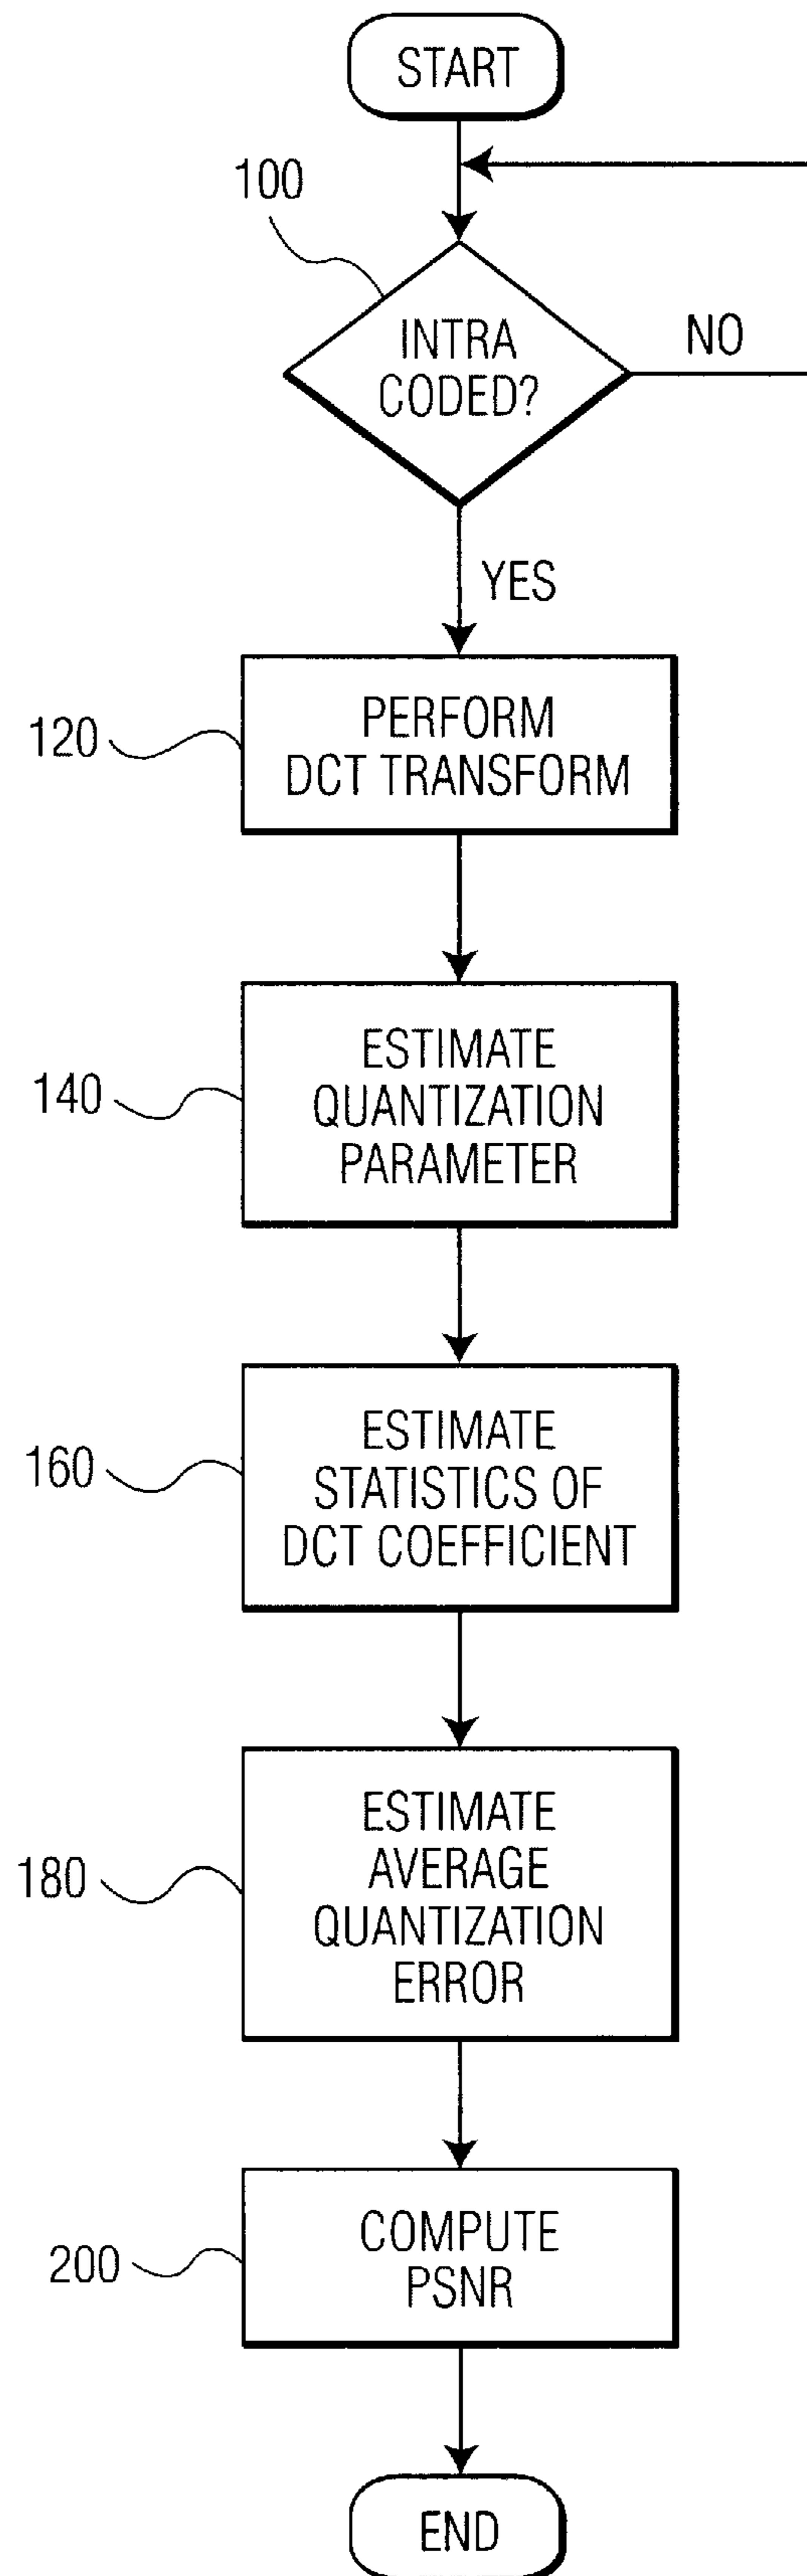 START
100
INTRA
CODED?
NO
YES
120
PERFORM
DCT TRANSFORM
140
ESTIMATE
QUANTIZATION
PARAMETER
160
ESTIMATE
STATISTICS OF
DCT COEFFICIENT
180
ESTIMATE
AVERAGE
QUANTIZATION
ERROR
200
COMPUTE
PSNR
END